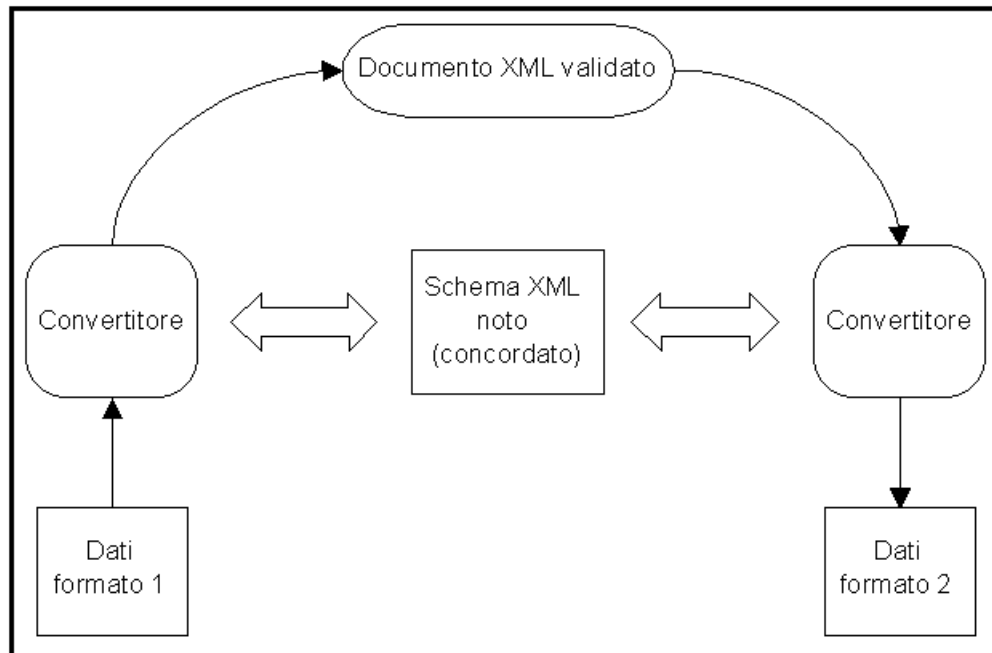 Documento XML validato
Convertitore
Schema XML
noto
(concordato)
Convertitore
Dati
formato 1
Dati
formato 2